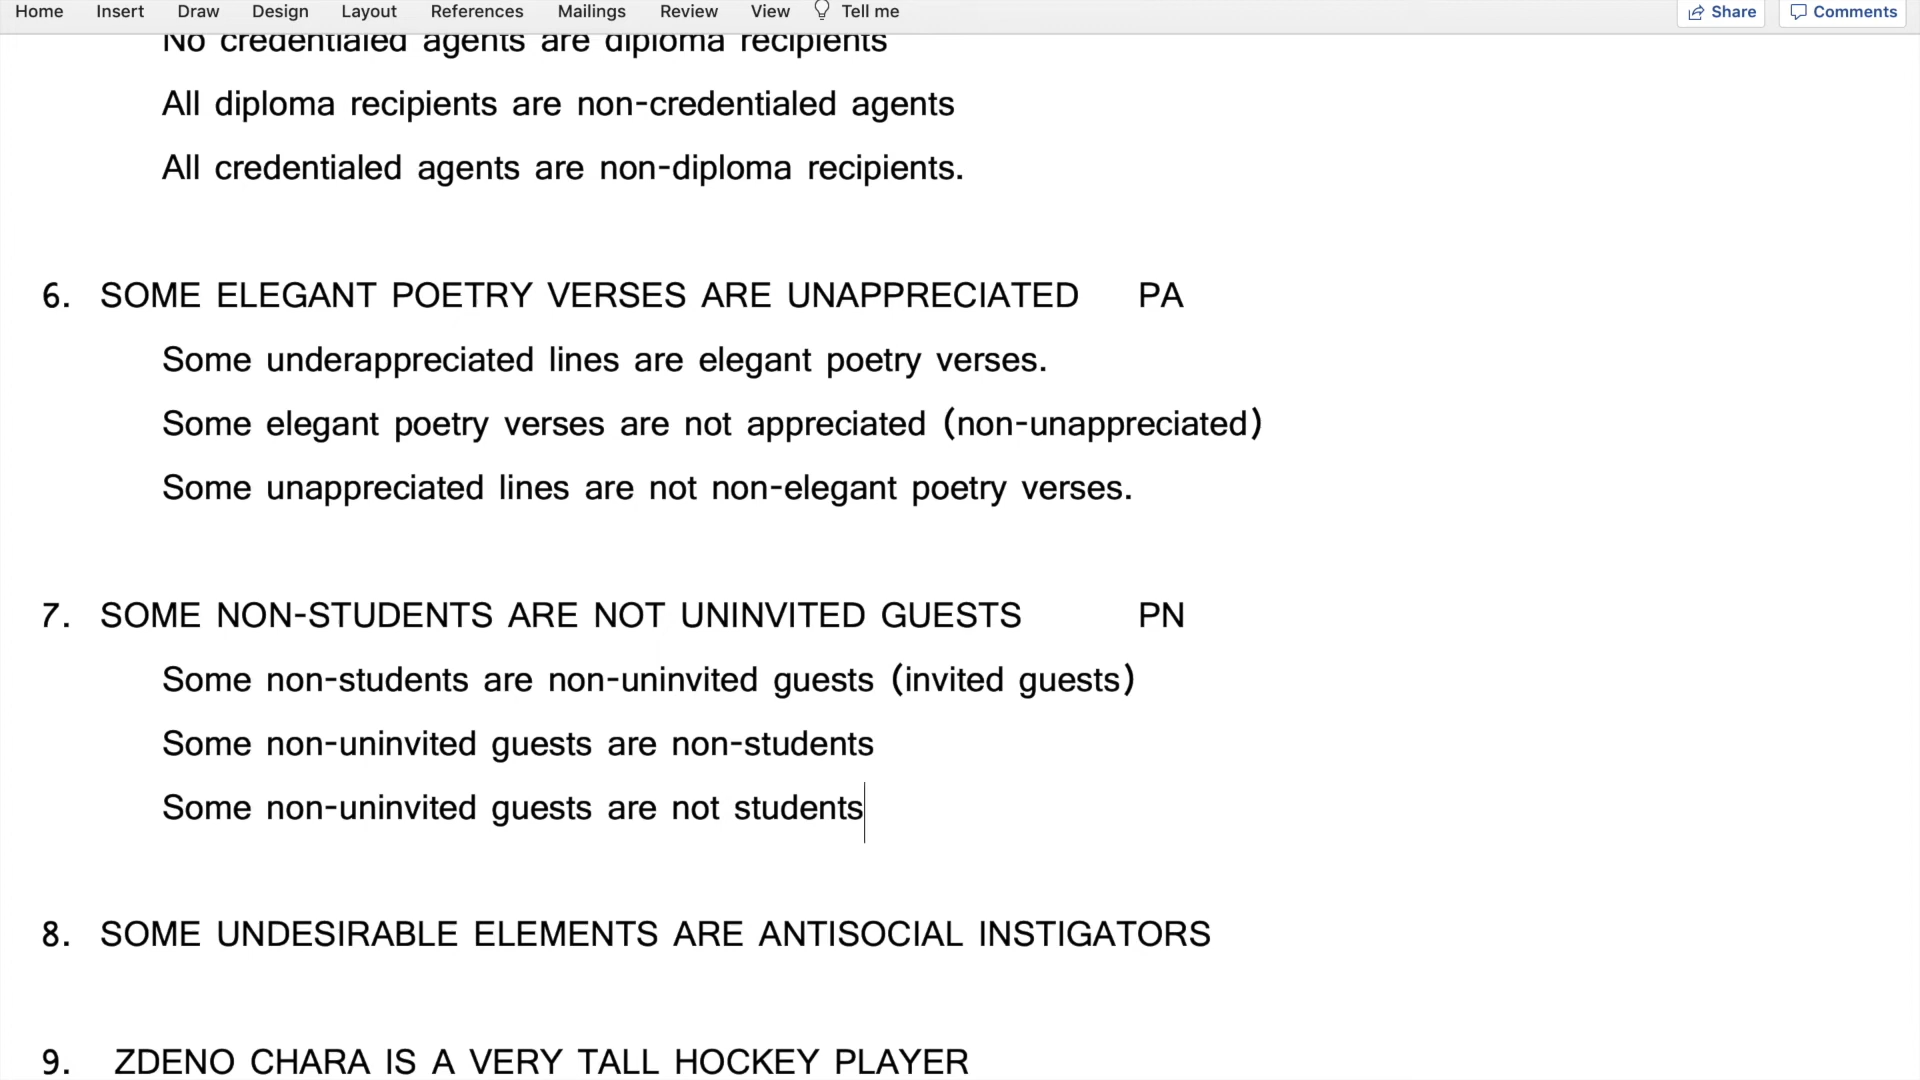 Home Insert Draw Design Layout References Mailings Review View Tell me Share Comments
No credentialed agents are diploma recipients
All diploma recipients are non-credentialed agents
All credentialed agents are non-diploma recipients.
6. SOME ELEGANT POETRY VERSES ARE UNAPPRECIATED PA
Some underappreciated lines are elegant poetry verses.
Some elegant poetry verses are not appreciated (non-unappreciated)
Some unappreciated lines are not non-elegant poetry verses.
7. SOME NON-STUDENTS ARE NOT UNINVITED GUESTS PN
Some non-students are non-uninvited guests (invited guests)
Some non-uninvited guests are non-students
Some non-uninvited guests are not students
8. SOME UNDESIRABLE ELEMENTS ARE ANTISOCIAL INSTIGATORS
9. ZDENO CHARA IS A VERY TALL HOCKEY PLAYER